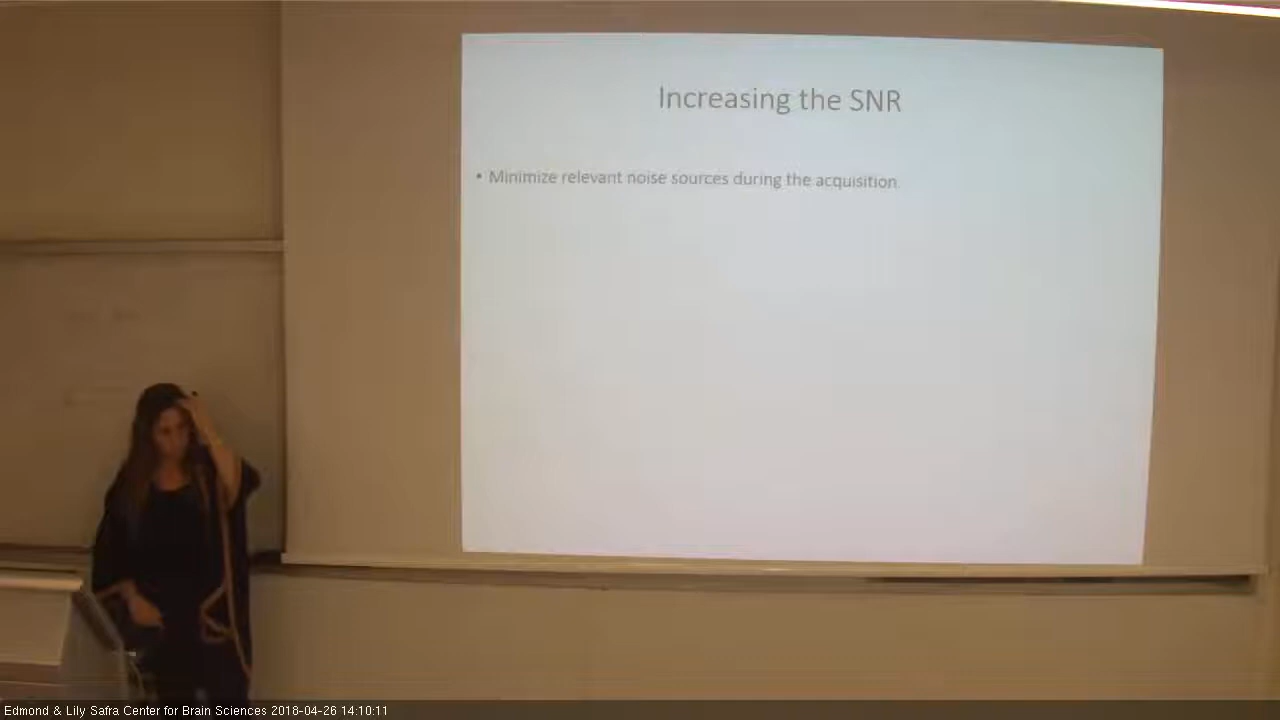 Increasing the SNR
• Minimize relevant noise sources during the acquisition
Edmond & Lily Safra Center for Brain Sciences 2018-04-26 14:10:11